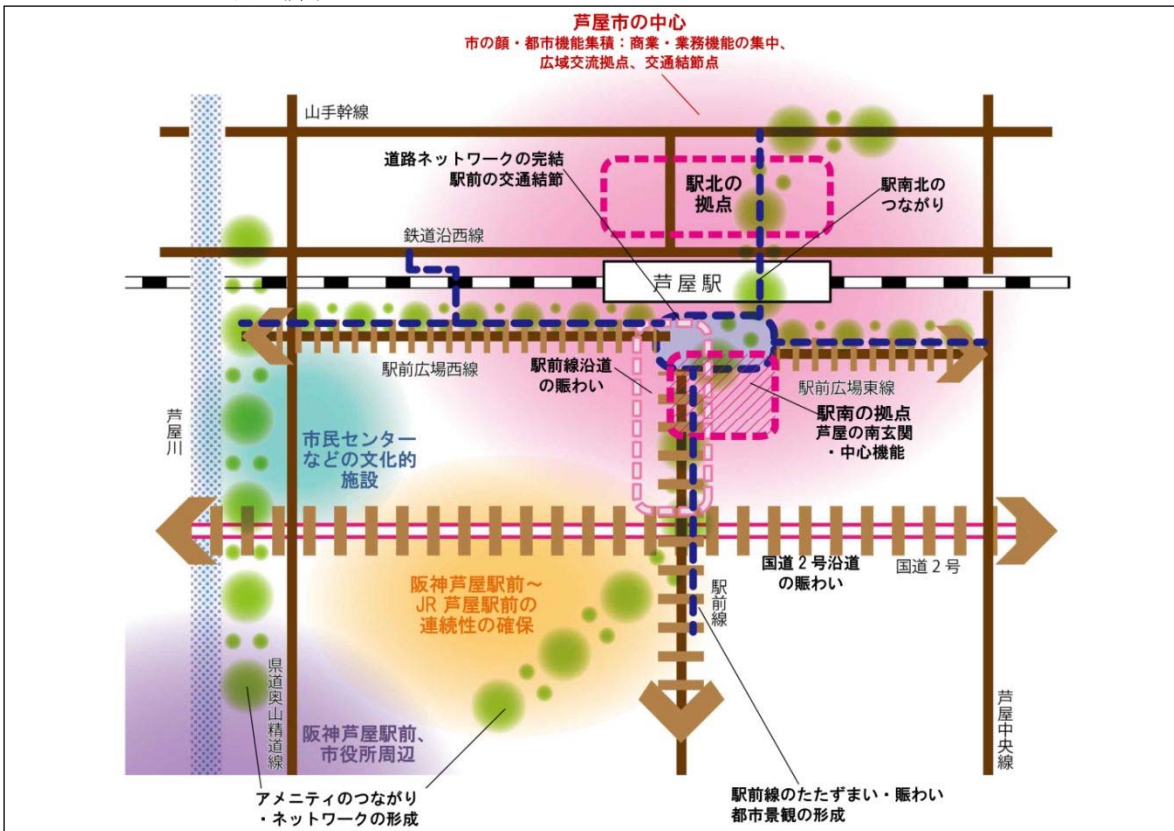 芦屋市の中心
市の顔・都市機能集積：商業・業務機能の集中、
広域交流拠点、交通結節点
山手幹線
道路ネットワークの完結
駅前の交通結節
駅北の
拠点
駅南北の
つながり
鉄道沿西線
芦屋駅
駅前広場西線
駅前線沿道
の賑わい
駅前広場東線
駅南の拠点
芦屋の南玄関
・中心機能
芦屋川
市民センター
などの文化的
施設
国道２号沿道
の賑わい
国道２号
阪神芦屋駅前～
JR 芦屋駅前の
連続性の確保
駅前線
県道奥山精道線
芦屋中央線
阪神芦屋駅前、
市役所周辺
アメニティのつながり
・ネットワークの形成
駅前線のたたずまい・賑わい
都市景観の形成